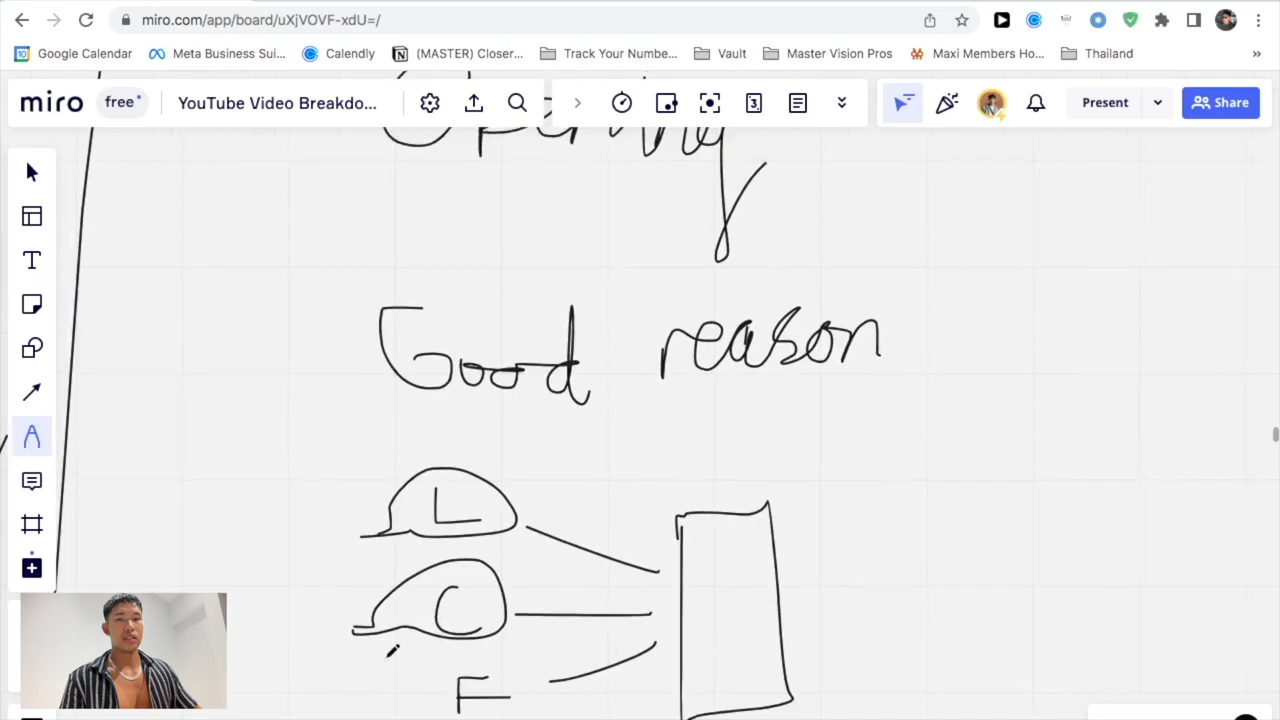 miro.com/app/board/uXjVOVF-xdU=/
Google Calendar Meta Business Sui... Calendly (MASTER) Closer... Track Your Numbe... Vault Master Vision Pros Maxi Members Ho... Thailand »
miro free YouTube Video Breakdo... 3 Present Share
Good reason
L
C
F